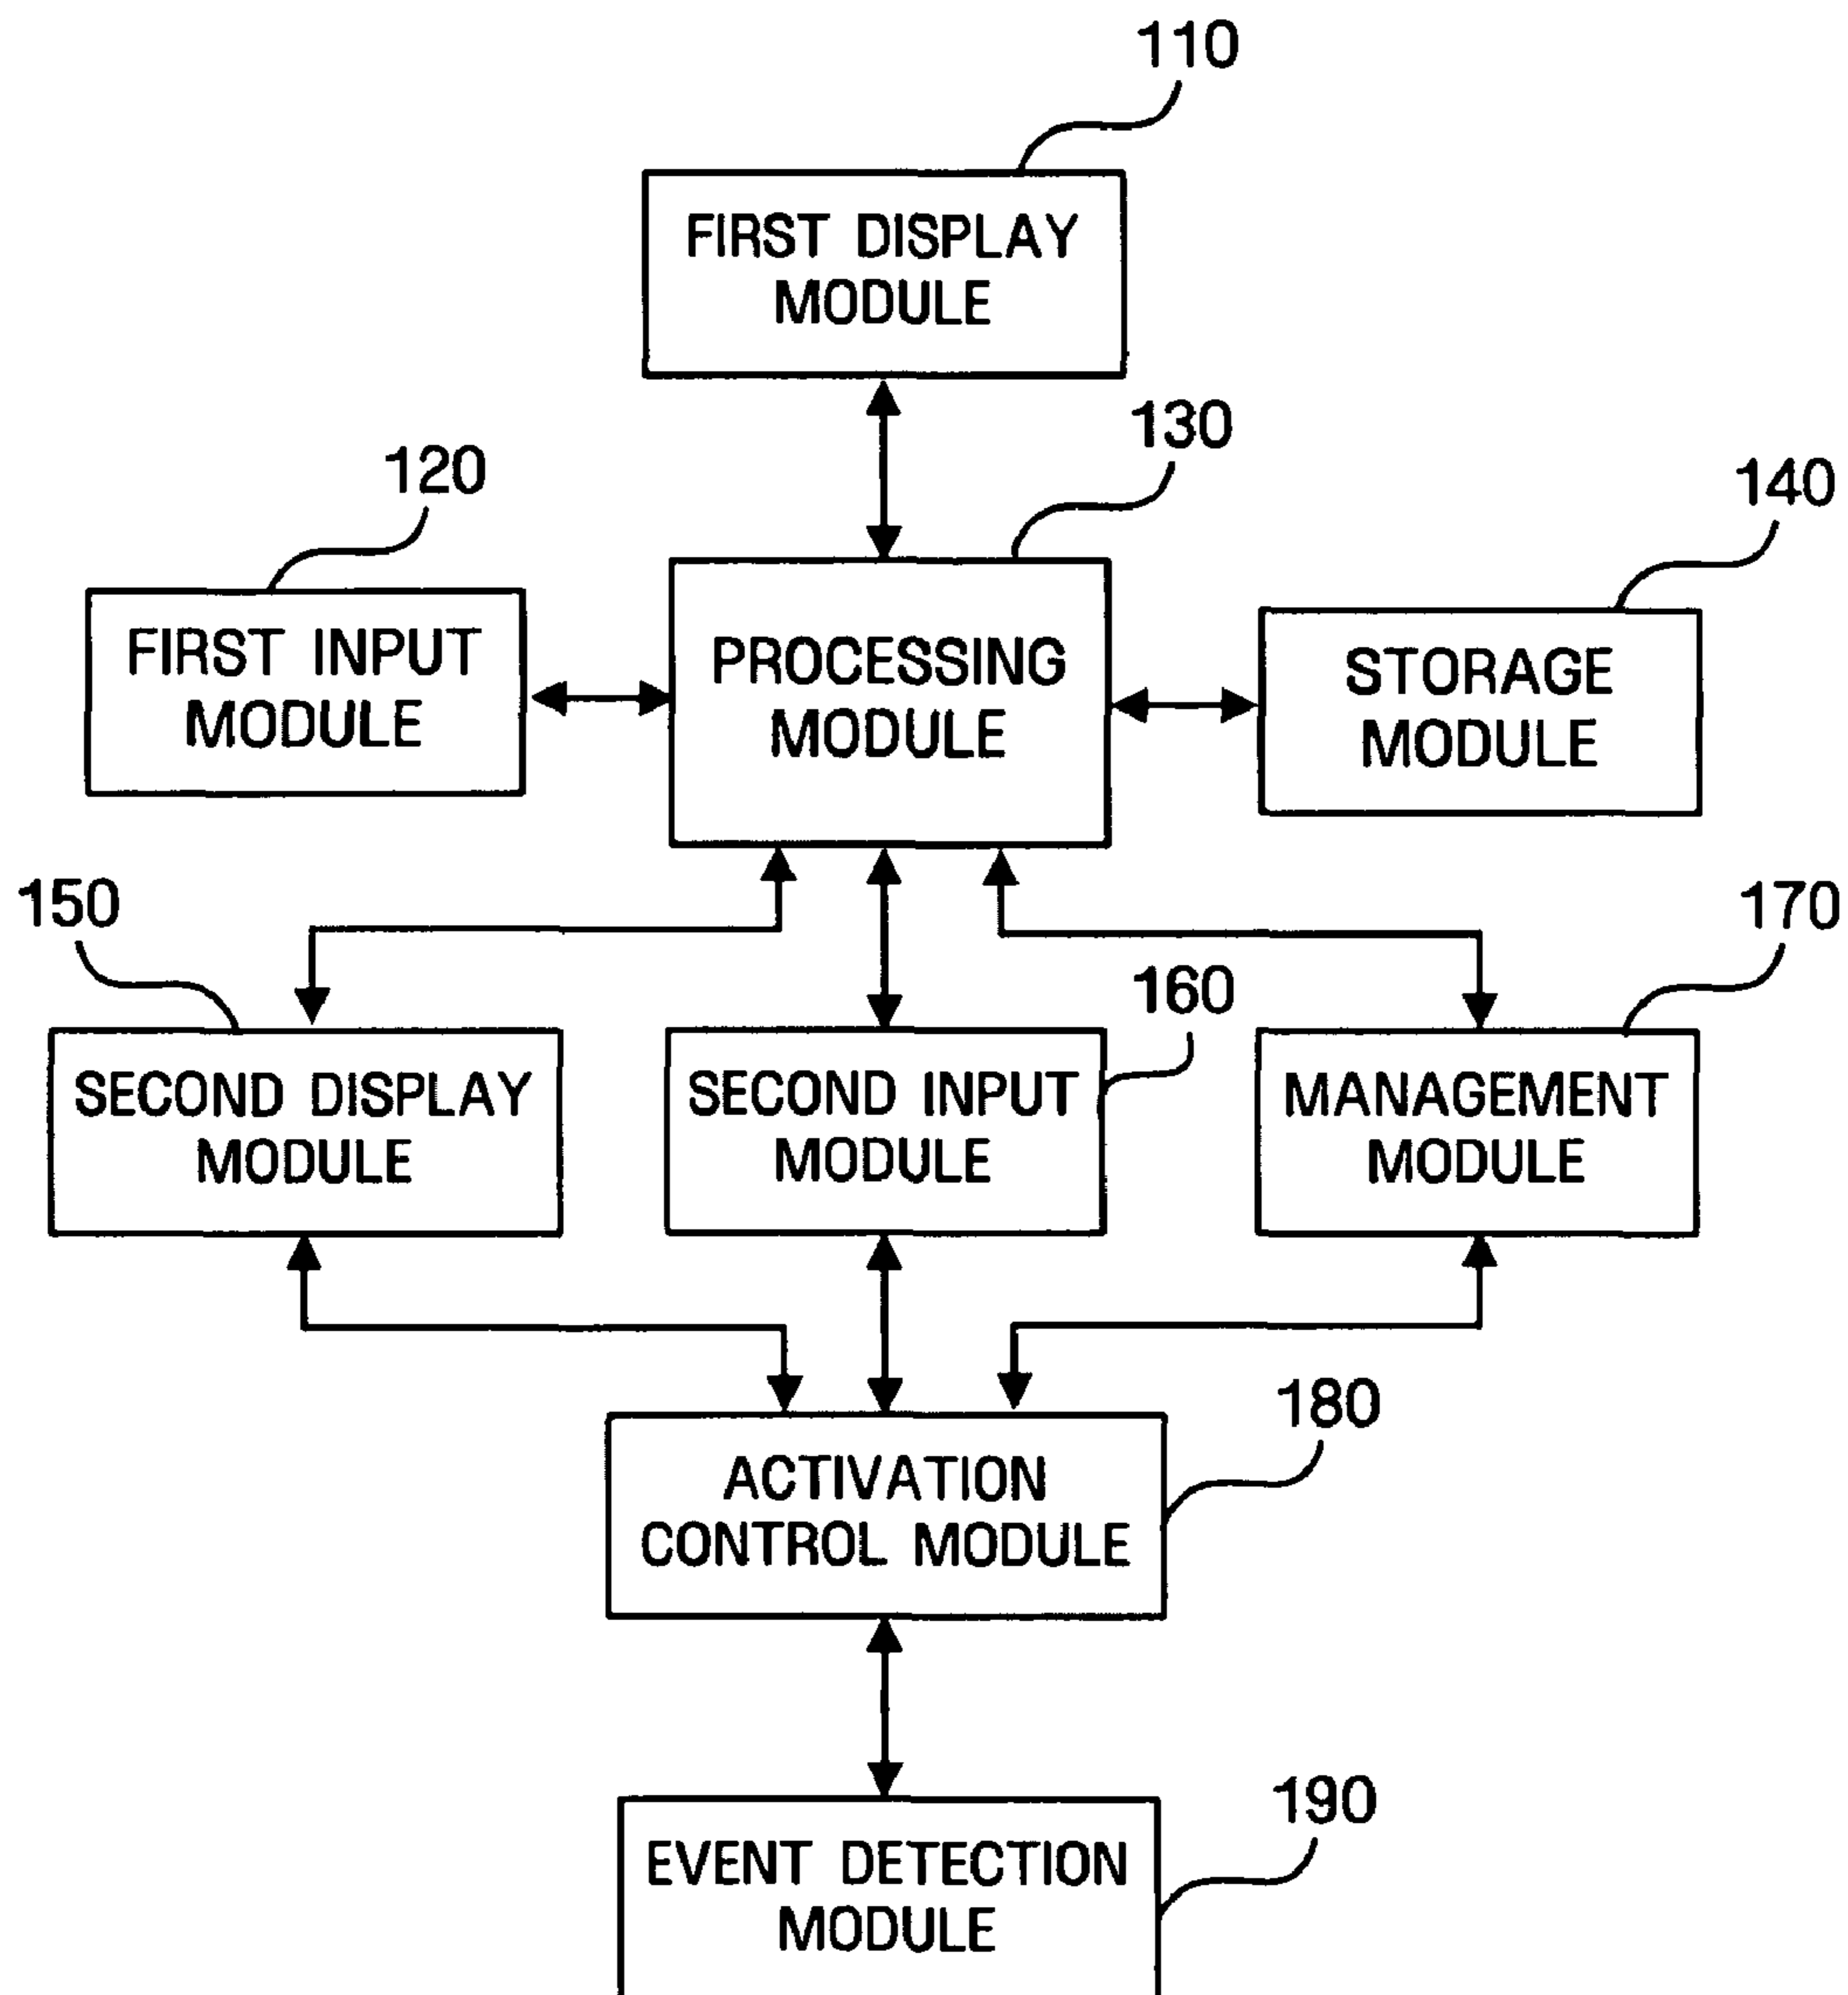 110
FIRST DISPLAY
MODULE
120
FIRST INPUT
MODULE
130
PROCESSING
MODULE
140
STORAGE
MODULE
150
SECOND DISPLAY
MODULE
160
SECOND INPUT
MODULE
170
MANAGEMENT
MODULE
180
ACTIVATION
CONTROL MODULE
190
EVENT DETECTION
MODULE